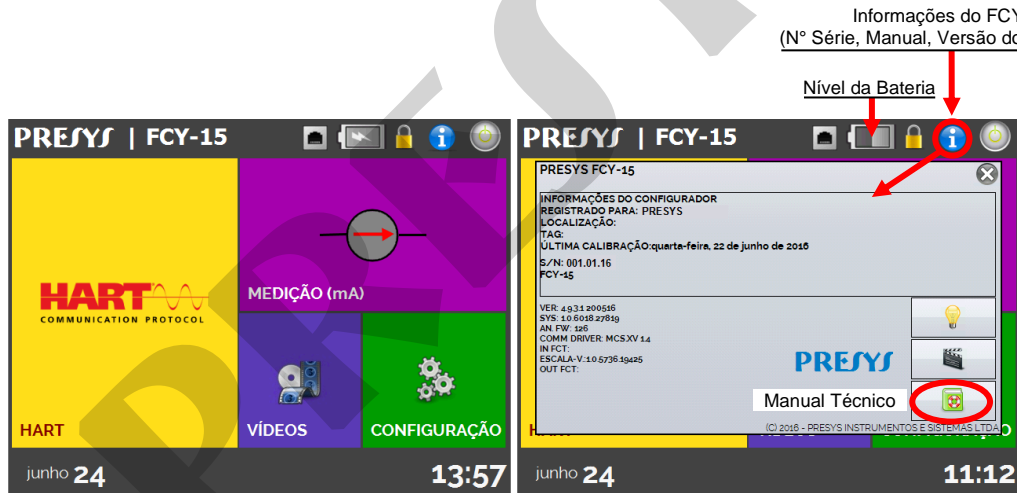 Informações do FCY
(N° Série, Manual, Versão do
Nível da Bateria
PRESYS | FCY-15
HART
COMMUNICATION PROTOCOL
MEDIÇÃO (mA)
HART
VÍDEOS
CONFIGURAÇÃO
junho 24
13:57
PRESYS | FCY-15
PRESYS FCY-15
INFORMAÇÕES DO CONFIGURADOR
REGISTRADO PARA: PRESYS
LOCALIZAÇÃO:
TAG:
ÚLTIMA CALIBRAÇÃO:quarta-feira, 22 de junho de 2016
S/N: 001.01.16
FCY-15
VER: 4.9.3.1 200516
SYS: 1.0.6018.27819
AN. FW: 126
COMM DRIVER: MCS.XV 1.4
IN FCT:
ESCALA-V.:1.0.5736.19425
OUT FCT:
PRESYS
Manual Técnico
(C) 2016 - PRESYS INSTRUMENTOS E SISTEMAS LTDA
junho 24
11:12
PRESYS